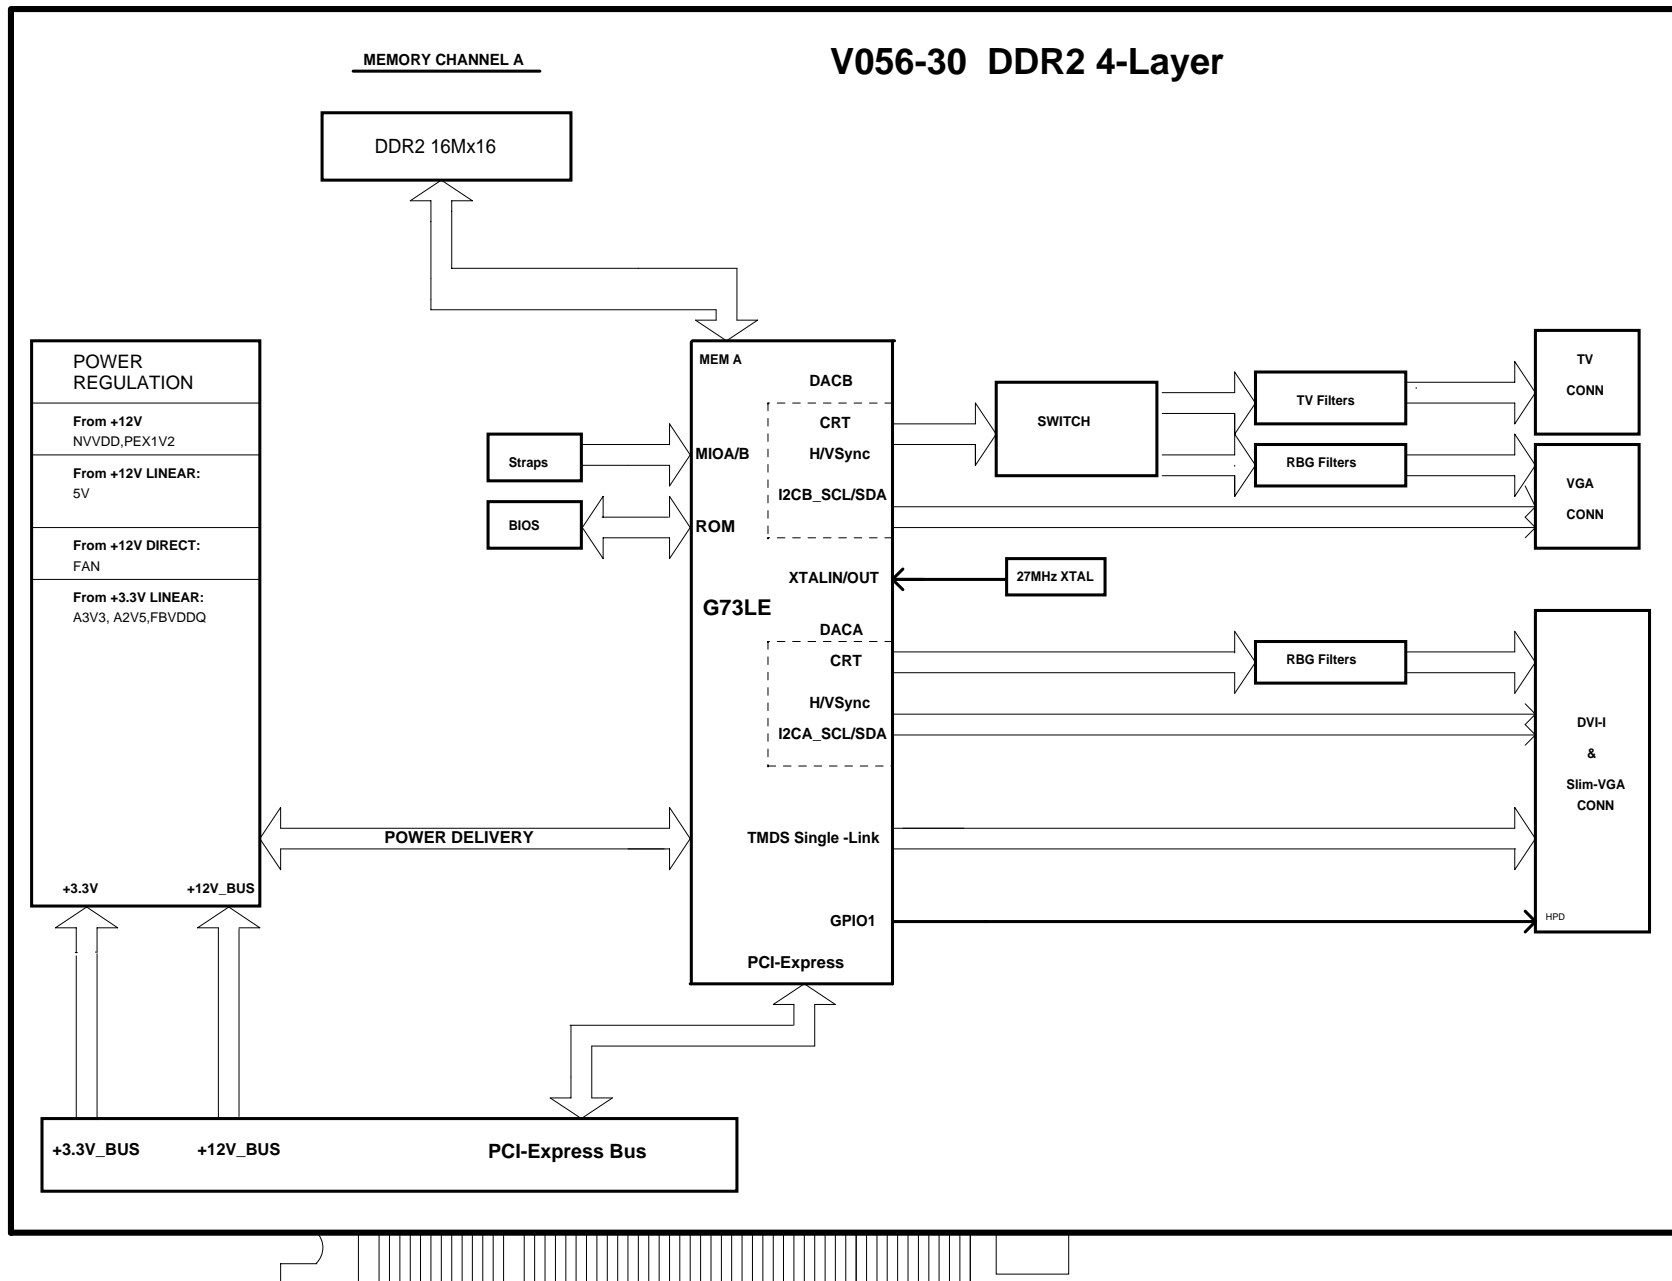 MEMORY CHANNEL A
V056-30 DDR2 4-Layer
DDR2 16Mx16
POWER
REGULATION
From +12V
NVVDD,PEX1V2
From +12V LINEAR:
5V
From +12V DIRECT:
FAN
From +3.3V LINEAR:
A3V3, A2V5,FBVDDQ
+3.3V
+12V_BUS
POWER DELIVERY
Straps
BIOS
MEM A
DACB
CRT
MIOA/B
H/VSync
I2CB_SCL/SDA
ROM
XTALIN/OUT
G73LE
DACA
CRT
H/VSync
I2CA_SCL/SDA
TMDS Single -Link
GPIO1
PCI-Express
SWITCH
27MHz XTAL
TV Filters
RBG Filters
RBG Filters
TV
CONN
VGA
CONN
DVI-I
&
Slim-VGA
CONN
HPD
+3.3V_BUS
+12V_BUS
PCI-Express Bus